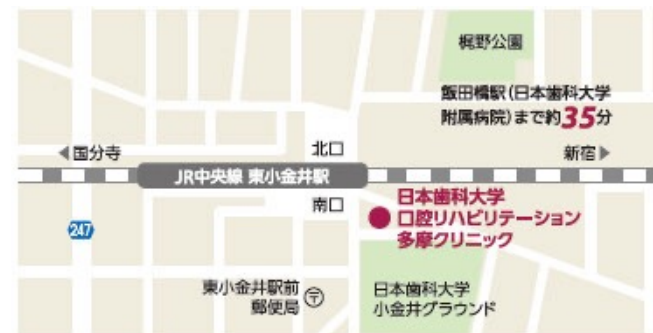 梶野公園
飯田橋駅（日本歯科大学
附属病院）まで約35分
◀国分寺
北口
新宿▶
JR中央線 東小金井駅
南口
日本歯科大学
口腔リハビリテーション
多摩クリニック
247
東小金井駅前
郵便局
〒
日本歯科大学
小金井グラウンド